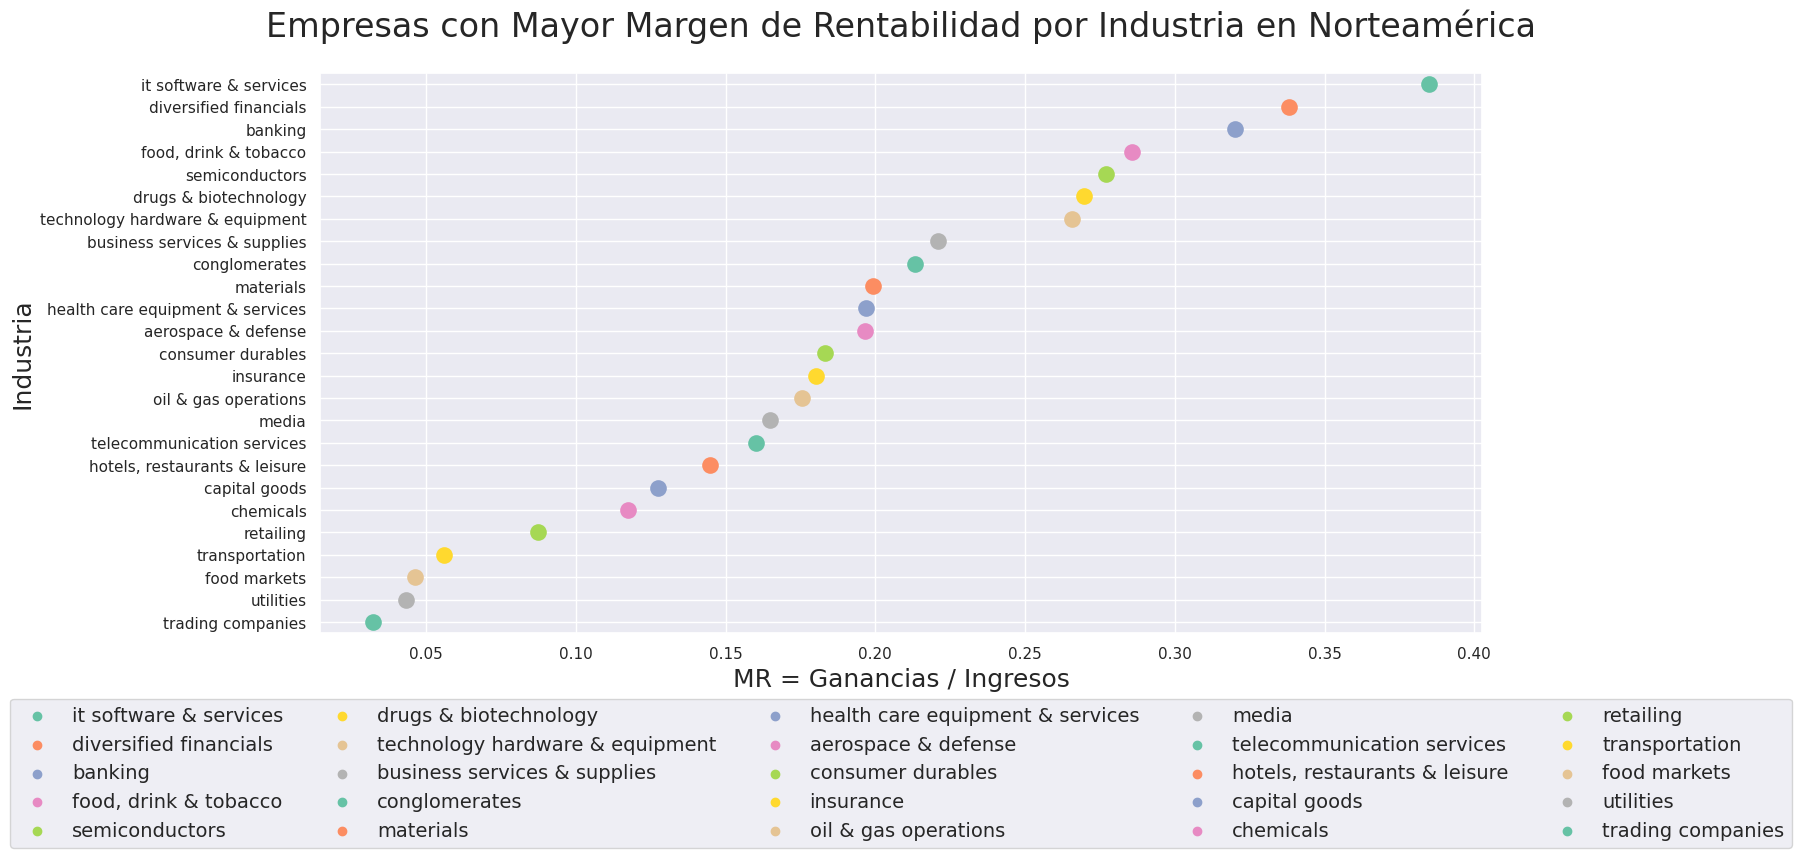 Empresas con Mayor Margen de Rentabilidad por Industria en Norteamérica
Industria
it software & services
diversified financials
banking
food, drink & tobacco
semiconductors
drugs & biotechnology
technology hardware & equipment
business services & supplies
conglomerates
materials
health care equipment & services
aerospace & defense
consumer durables
insurance
oil & gas operations
media
telecommunication services
hotels, restaurants & leisure
capital goods
chemicals
retailing
transportation
food markets
utilities
trading companies
0.05 0.10 0.15 0.20 0.25 0.30 0.35 0.40
MR = Ganancias / Ingresos
it software & services
diversified financials
banking
food, drink & tobacco
semiconductors
drugs & biotechnology
technology hardware & equipment
business services & supplies
conglomerates
materials
health care equipment & services
aerospace & defense
consumer durables
insurance
oil & gas operations
media
telecommunication services
hotels, restaurants & leisure
capital goods
chemicals
retailing
transportation
food markets
utilities
trading companies